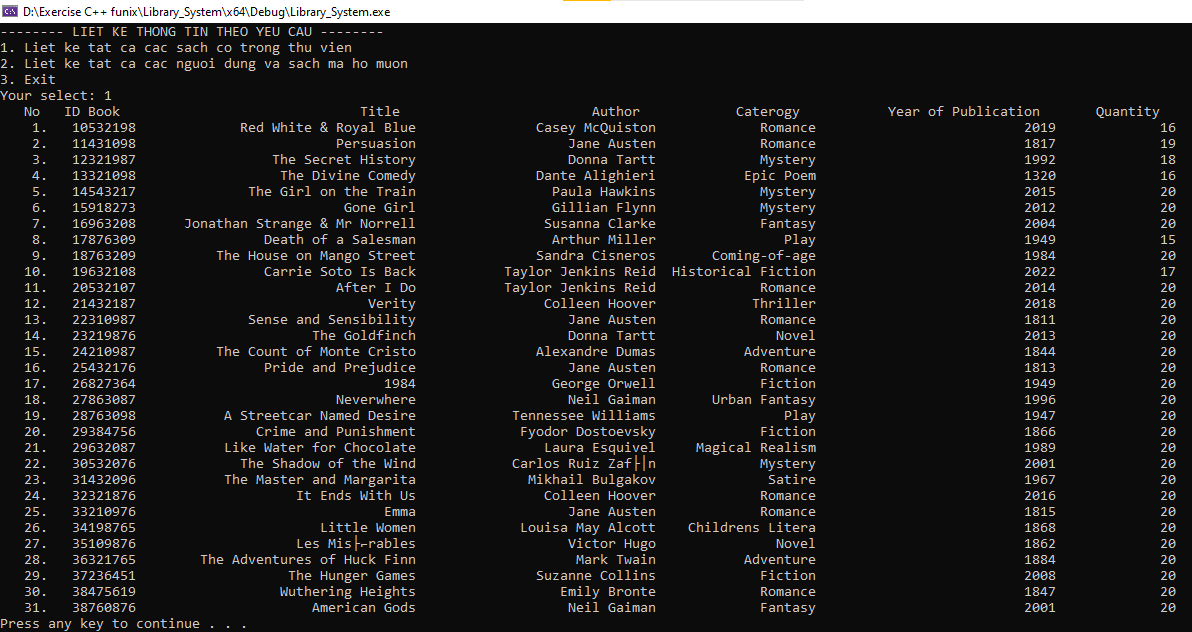 D:\Exercise C++ funix\Library_System\x64\Debug\Library_System.exe
-------- LIET KE THONG TIN THEO YEU CAU --------
1. Liet ke tat ca cac sach co trong thu vien
2. Liet ke tat ca cac nguoi dung va sach ma ho muon
3. Exit
Your select: 1
No ID Book Title Author Caterogy Year of Publication Quantity
1. 10532198 Red White & Royal Blue Casey McQuiston Romance 2019 16
2. 11431098 Persuasion Jane Austen Romance 1817 19
3. 12321987 The Secret History Donna Tartt Mystery 1992 18
4. 13321098 The Divine Comedy Dante Alighieri Epic Poem 1320 16
5. 14543217 The Girl on the Train Paula Hawkins Mystery 2015 20
6. 15918273 Gone Girl Gillian Flynn Mystery 2012 20
7. 16963208 Jonathan Strange & Mr Norrell Susanna Clarke Fantasy 2004 20
8. 17876309 Death of a Salesman Arthur Miller Play 1949 15
9. 18763209 The House on Mango Street Sandra Cisneros Coming-of-age 1984 20
10. 19632108 Carrie Soto Is Back Taylor Jenkins Reid Historical Fiction 2022 17
11. 20532107 After I Do Taylor Jenkins Reid Romance 2014 20
12. 21432187 Verity Colleen Hoover Thriller 2018 20
13. 22310987 Sense and Sensibility Jane Austen Romance 1811 20
14. 23219876 The Goldfinch Donna Tartt Novel 2013 20
15. 24210987 The Count of Monte Cristo Alexandre Dumas Adventure 1844 20
16. 25432176 Pride and Prejudice Jane Austen Romance 1813 20
17. 26827364 1984 George Orwell Fiction 1949 20
18. 27863087 Neverwhere Neil Gaiman Urban Fantasy 1996 20
19. 28763098 A Streetcar Named Desire Tennessee Williams Play 1947 20
20. 29384756 Crime and Punishment Fyodor Dostoevsky Fiction 1866 20
21. 29632087 Like Water for Chocolate Laura Esquivel Magical Realism 1989 20
22. 30532076 The Shadow of the Wind Carlos Ruiz Zaf├│n Mystery 2001 20
23. 31432096 The Master and Margarita Mikhail Bulgakov Satire 1967 20
24. 32321876 It Ends With Us Colleen Hoover Romance 2016 20
25. 33210976 Emma Jane Austen Romance 1815 20
26. 34198765 Little Women Louisa May Alcott Childrens Litera 1868 20
27. 35109876 Les Mis├⌐rables Victor Hugo Novel 1862 20
28. 36321765 The Adventures of Huck Finn Mark Twain Adventure 1884 20
29. 37236451 The Hunger Games Suzanne Collins Fiction 2008 20
30. 38475619 Wuthering Heights Emily Bronte Romance 1847 20
31. 38760876 American Gods Neil Gaiman Fantasy 2001 20
Press any key to continue . . .